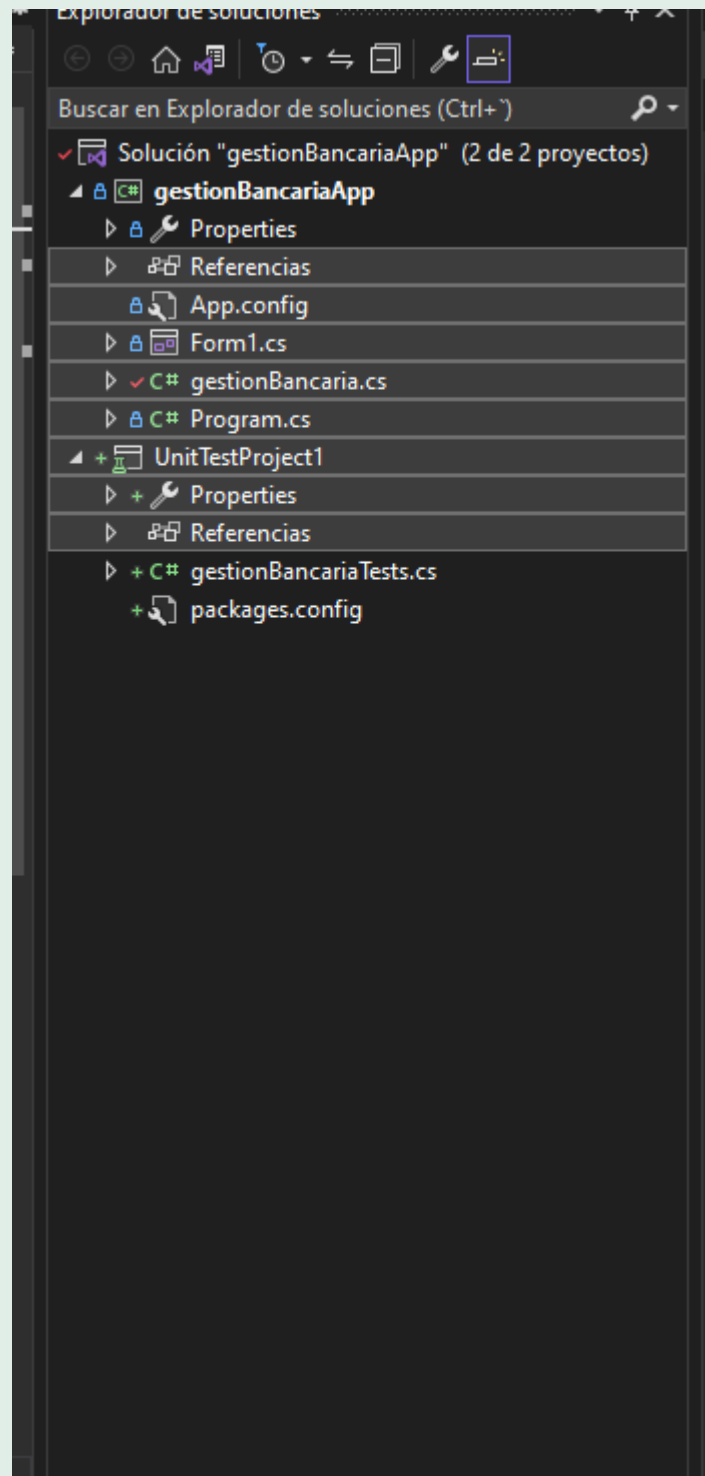 Explorador de soluciones
Buscar en Explorador de soluciones (Ctrl+`)
Solución "gestionBancariaApp" (2 de 2 proyectos)
C# gestionBancariaApp
Properties
Referencias
App.config
Form1.cs
C# gestionBancaria.cs
C# Program.cs
UnitTestProject1
Properties
Referencias
C# gestionBancariaTests.cs
packages.config